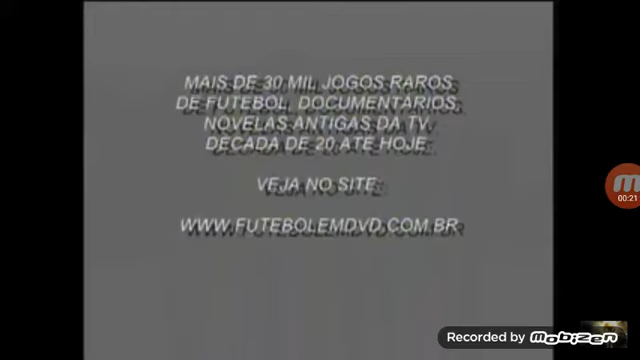 MAIS DE 30 MIL JOGOS RAROS
DE FUTEBOL DOCUMENTÁRIOS,
NOVELAS ANTIGAS DA TV.
DECADA DE 20 ATE HOJE
VEJA NO SITE:
WWW.FUTEBOLEMDVD.COM.BR
00:21
Recorded by Mobizen